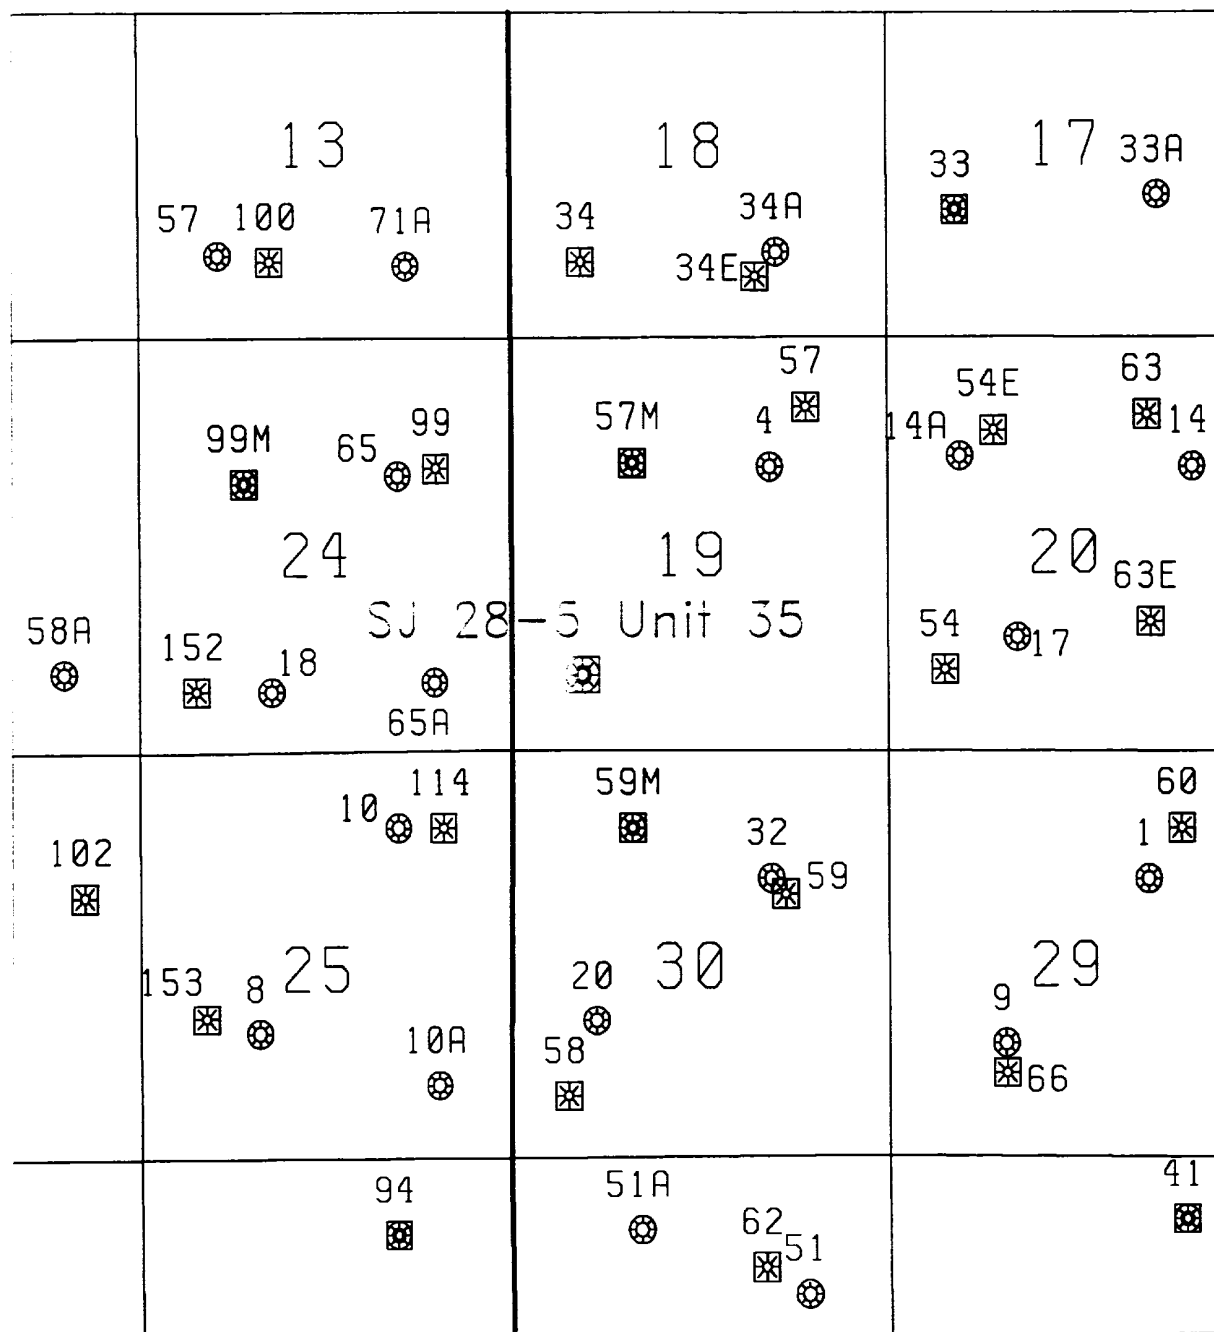 13 18 17 33A
33
57 100 71A 34 34A
34E
57 54E 63
99M 65 99 57M 4 14A 14
24 19 20
63E
SJ 28-5 Unit 35
58A 152 18 54 17
65A
10 114 59M 32 60 1
102 59
153 8 25 20 30 29
9
10A 58 66
94 51A 62 51 41